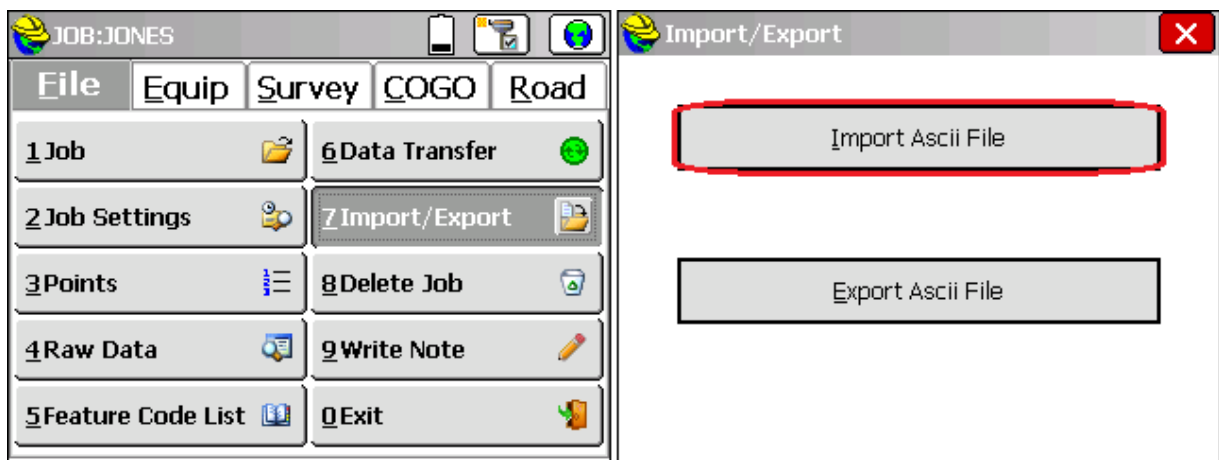 JOB:JONES
File Equip Survey COGO Road
1 Job
2 Job Settings
3 Points
4 Raw Data
5 Feature Code List
6 Data Transfer
7 Import/Export
8 Delete Job
9 Write Note
0 Exit
Import/Export
Import Ascii File
Export Ascii File